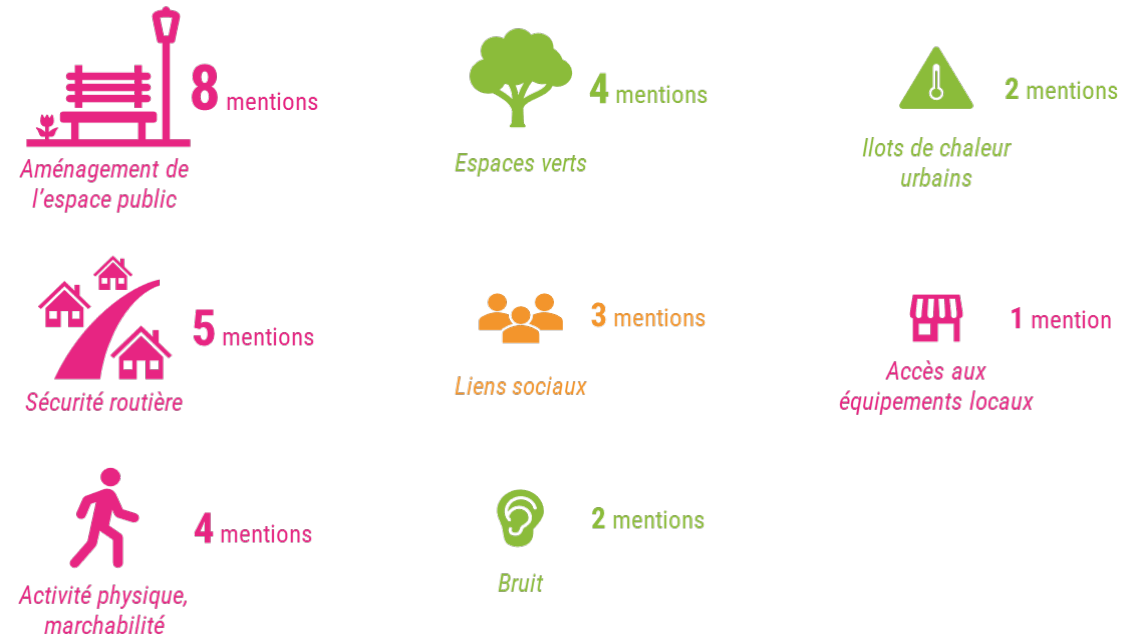 8 mentions
Aménagement de
l’espace public
4 mentions
Espaces verts
2 mentions
Ilots de chaleur
urbains
5 mentions
Sécurité routière
3 mentions
Liens sociaux
1 mention
Accès aux
équipements locaux
4 mentions
Activité physique,
marchabilité
2 mentions
Bruit